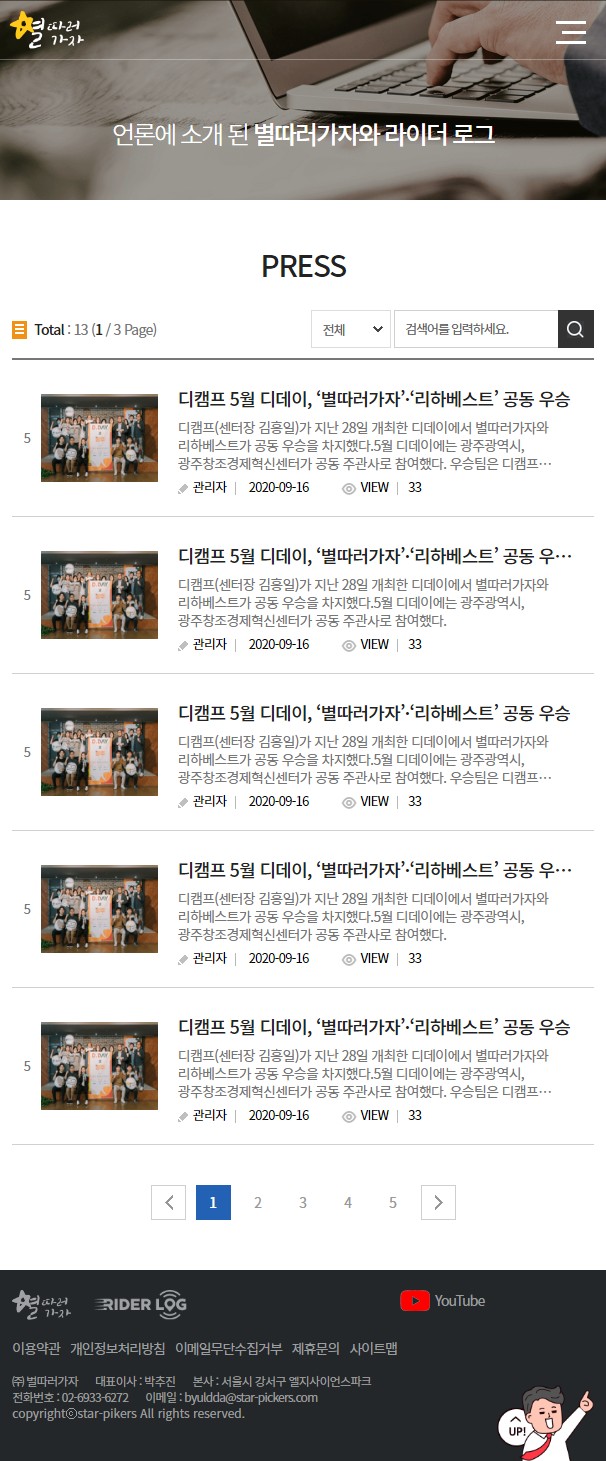 별따러
가자
언론에 소개 된 별따러가자와 라이더 로그
PRESS
Total : 13 (1 / 3 Page)
전체
검색어를 입력하세요.
디캠프 5월 디데이, ‘별따러가자’·‘리하베스트’ 공동 우승
디캠프(센터장 김홍일)가 지난 28일 개최한 디데이에서 별따러가자와
5
리하베스트가 공동 우승을 차지했다.5월 디데이에는 광주광역시,
광주창조경제혁신센터가 공동 주관사로 참여했다. 우승팀은 디캠프…
관리자 | 2020-09-16 VIEW | 33
디캠프 5월 디데이, ‘별따러가자’·‘리하베스트’ 공동 우…
디캠프(센터장 김홍일)가 지난 28일 개최한 디데이에서 별따러가자와
5
리하베스트가 공동 우승을 차지했다.5월 디데이에는 광주광역시,
광주창조경제혁신센터가 공동 주관사로 참여했다.
관리자 | 2020-09-16 VIEW | 33
디캠프 5월 디데이, ‘별따러가자’·‘리하베스트’ 공동 우승
디캠프(센터장 김홍일)가 지난 28일 개최한 디데이에서 별따러가자와
5
리하베스트가 공동 우승을 차지했다.5월 디데이에는 광주광역시,
광주창조경제혁신센터가 공동 주관사로 참여했다. 우승팀은 디캠프…
관리자 | 2020-09-16 VIEW | 33
디캠프 5월 디데이, ‘별따러가자’·‘리하베스트’ 공동 우…
디캠프(센터장 김홍일)가 지난 28일 개최한 디데이에서 별따러가자와
5
리하베스트가 공동 우승을 차지했다.5월 디데이에는 광주광역시,
광주창조경제혁신센터가 공동 주관사로 참여했다.
관리자 | 2020-09-16 VIEW | 33
디캠프 5월 디데이, ‘별따러가자’·‘리하베스트’ 공동 우승
디캠프(센터장 김홍일)가 지난 28일 개최한 디데이에서 별따러가자와
5
리하베스트가 공동 우승을 차지했다.5월 디데이에는 광주광역시,
광주창조경제혁신센터가 공동 주관사로 참여했다. 우승팀은 디캠프…
관리자 | 2020-09-16 VIEW | 33
1 2 3 4 5
별따러
가자
RIDER LOG
YouTube
이용약관 개인정보처리방침 이메일무단수집거부 제휴문의 사이트맵
㈜ 별따러가자 대표이사 : 박추진 본사 : 서울시 강서구 엘지사이언스파크
전화번호 : 02-6933-6272 이메일 : byuldda@star-pickers.com
copyrightⓒstar-pikers All rights reserved.
UP!